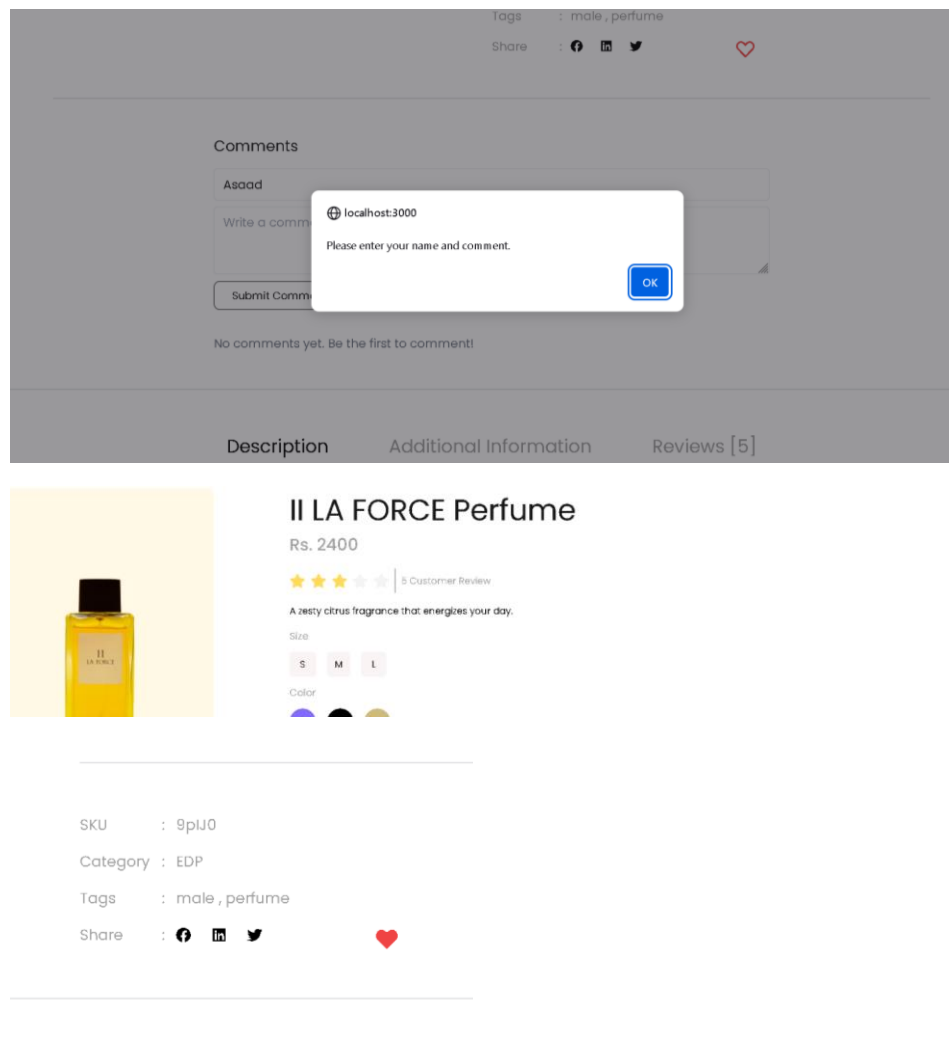 Tags : male , perfume
Share :
Comments
Asaad
localhost:3000
Write a comm
Please enter your name and comment.
OK
Submit Comm
No comments yet. Be the first to comment!
Description Additional Information Reviews [5]
II LA FORCE Perfume
Rs. 2400
5 Customer Review
A zesty citrus fragrance that energizes your day.
Size
S M L
II
LA FORCE
Color
SKU : 9pIJ0
Category : EDP
Tags : male , perfume
Share :